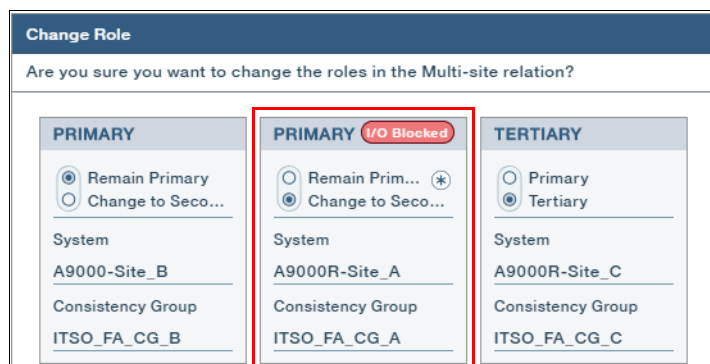 Change Role
Are you sure you want to change the roles in the Multi-site relation?
PRIMARY
Remain Primary
Change to Seco...
System
A9000-Site_B
Consistency Group
ITSO_FA_CG_B
PRIMARY I/O Blocked
Remain Prim... *
Change to Seco...
System
A9000R-Site_A
Consistency Group
ITSO_FA_CG_A
TERTIARY
Primary
Tertiary
System
A9000R-Site_C
Consistency Group
ITSO_FA_CG_C